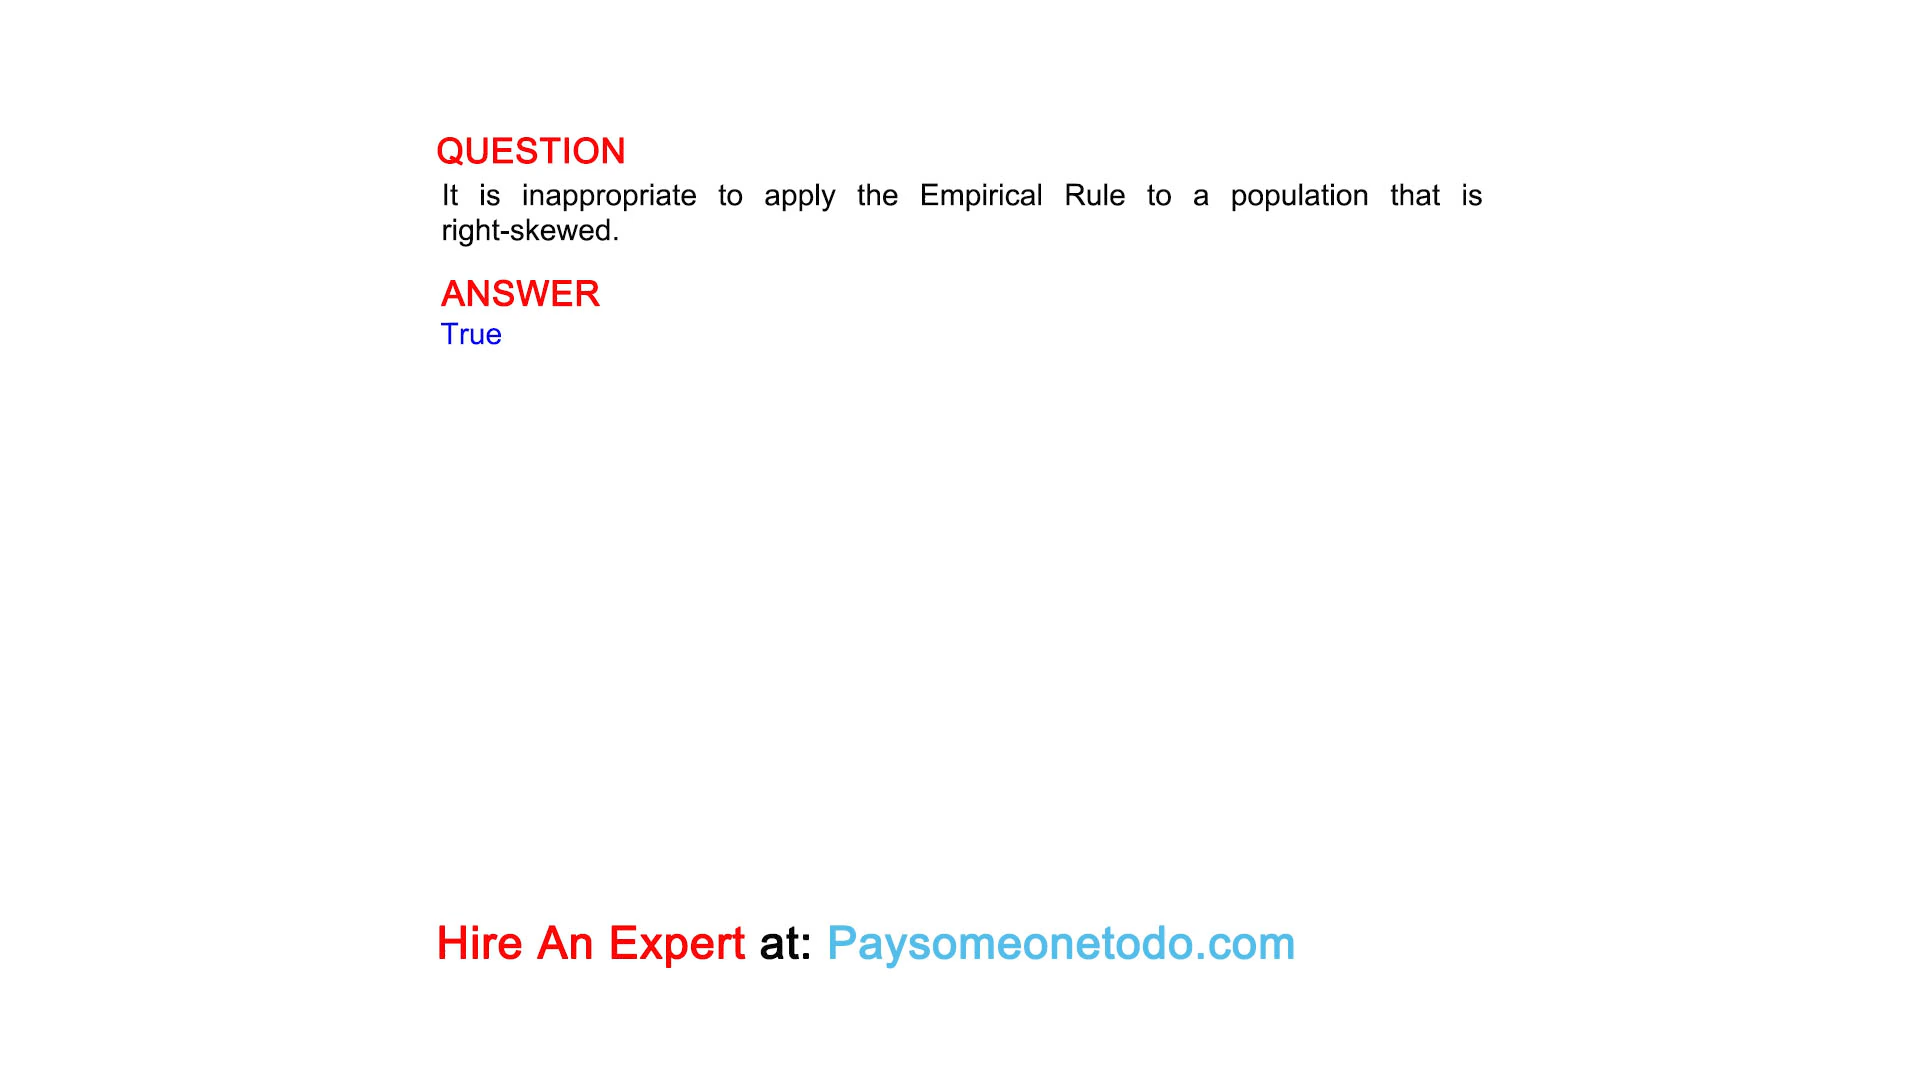 QUESTION
It is inappropriate to apply the Empirical Rule to a population that is
right-skewed.
ANSWER
True
Hire An Expert at: Paysomeonetodo.com